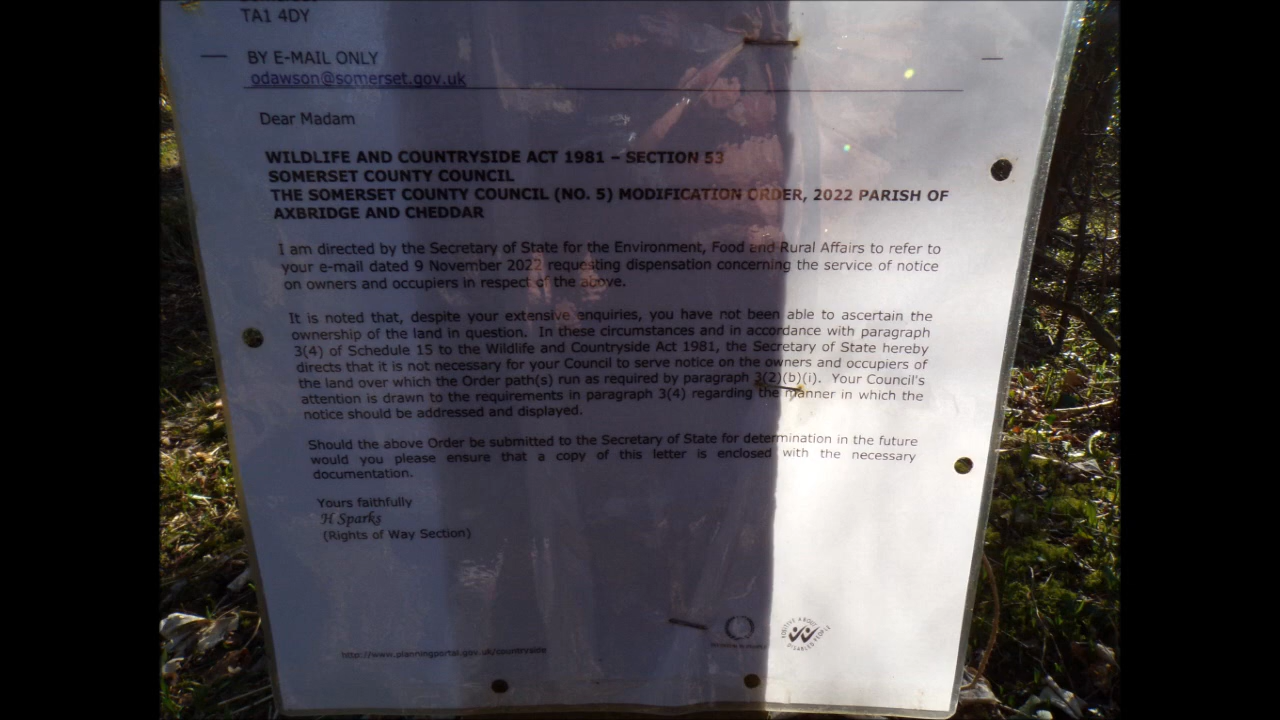 TA1 4DY
BY E-MAIL ONLY
odawson@somerset.gov.uk
Dear Madam
WILDLIFE AND COUNTRYSIDE ACT 1981 – SECTION 53
SOMERSET COUNTY COUNCIL
THE SOMERSET COUNTY COUNCIL (NO. 5) MODIFICATION ORDER, 2022 PARISH OF
AXBRIDGE AND CHEDDAR
I am directed by the Secretary of State for the Environment, Food and Rural Affairs to refer to
your e-mail dated 9 November 2022 requesting dispensation concerning the service of notice
on owners and occupiers in respect of the above.
It is noted that, despite your extensive enquiries, you have not been able to ascertain the
ownership of the land in question. In these circumstances and in accordance with paragraph
3(4) of Schedule 15 to the Wildlife and Countryside Act 1981, the Secretary of State hereby
directs that it is not necessary for your Council to serve notice on the owners and occupiers of
the land over which the Order path(s) run as required by paragraph 3(2)(b)(i). Your Council's
attention is drawn to the requirements in paragraph 3(4) regarding the manner in which the
notice should be addressed and displayed.
Should the above Order be submitted to the Secretary of State for determination in the future
would you please ensure that a copy of this letter is enclosed with the necessary
documentation.
Yours faithfully
H Sparks
(Rights of Way Section)
http://www.planningportal.gov.uk/countryside
POSITIVE ABOUT DISABLED PEOPLE